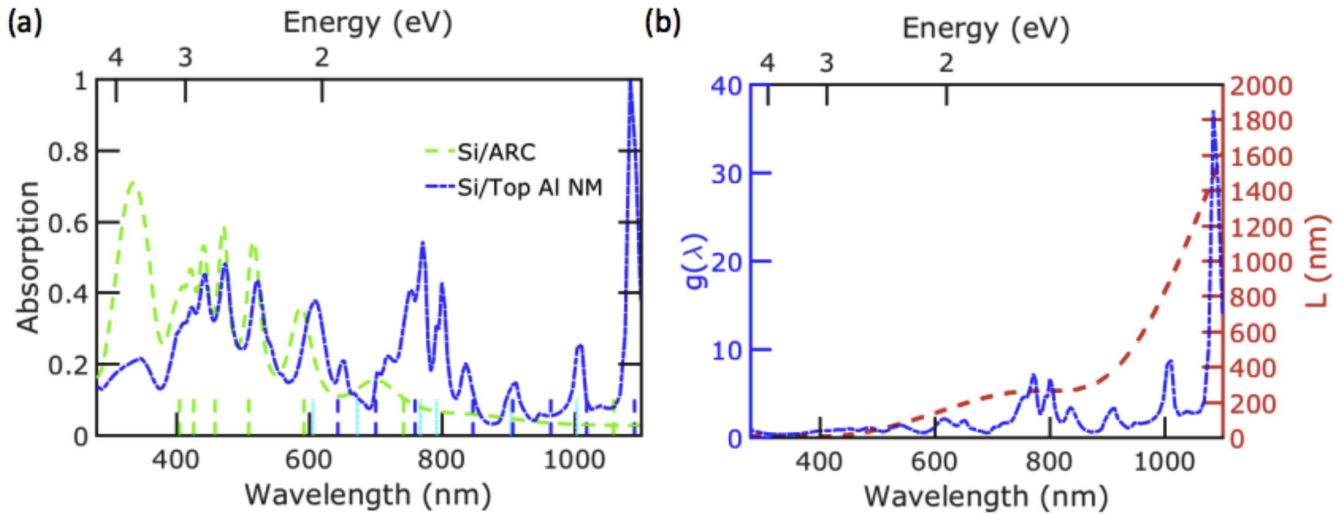 (a)
Energy (eV)
4 3 2
1
0.8
0.6
0.4
0.2
0
Absorption
Si/ARC
Si/Top Al NM
400 600 800 1000
Wavelength (nm)
(b)
Energy (eV)
4 3 2
40
30
20
10
0
g(λ)
2000
1800
1600
1400
1200
1000
800
600
400
200
0
L (nm)
400 600 800 1000
Wavelength (nm)